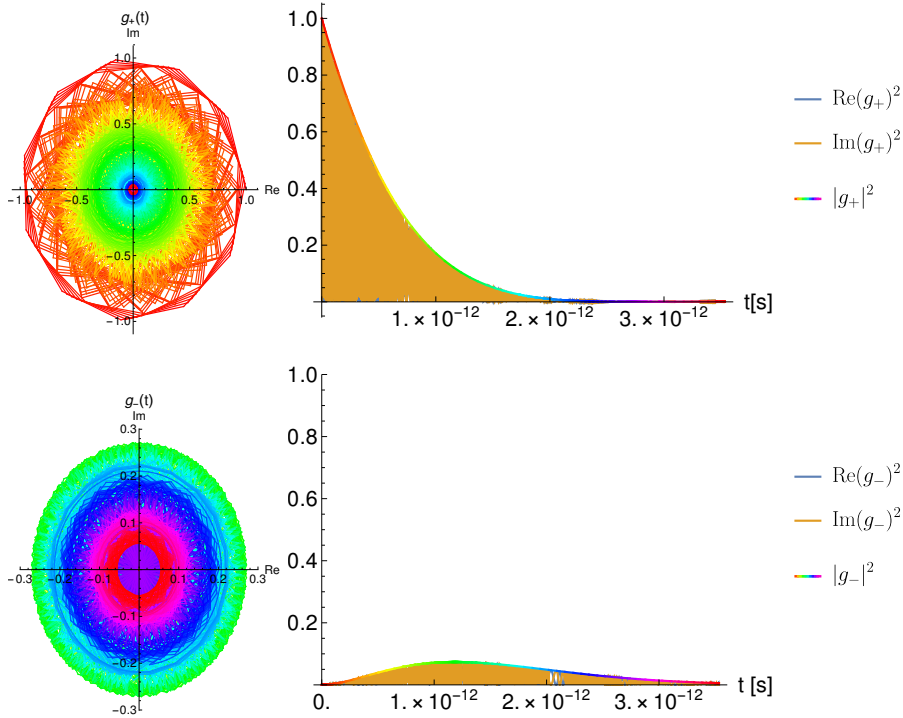 g₊(t)
Im
1.0
0.5
-1.0 -0.5 0.5 1.0 Re
-0.5
-1.0
1.0
0.8
0.6
0.4
0.2
1.×10⁻¹² 2.×10⁻¹² 3.×10⁻¹² t[s]
Re(g₊)²
Im(g₊)²
|g₊|²
g₋(t)
Im
0.3
0.2
0.1
-0.3 -0.2 -0.1 0.1 0.2 0.3 Re
-0.1
-0.2
-0.3
1.0
0.8
0.6
0.4
0.2
0. 1.×10⁻¹² 2.×10⁻¹² 3.×10⁻¹² t [s]
Re(g₋)²
Im(g₋)²
|g₋|²